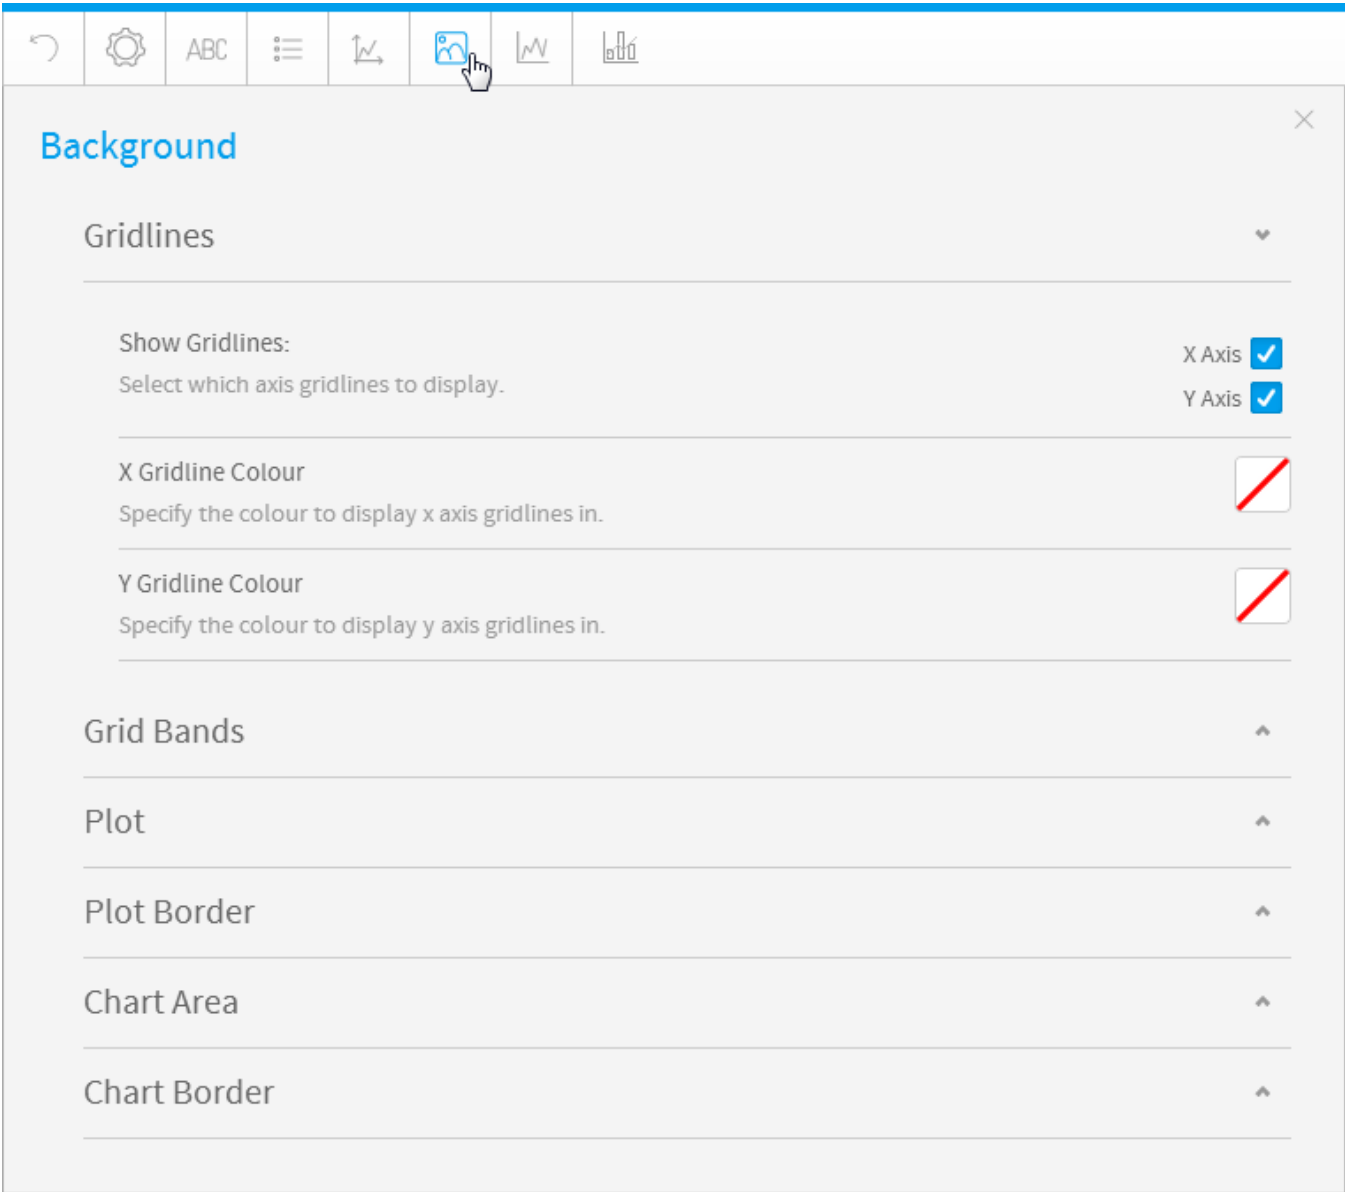 ABC
Background
Gridlines
Show Gridlines:
Select which axis gridlines to display.
X Axis
Y Axis
X Gridline Colour
Specify the colour to display x axis gridlines in.
Y Gridline Colour
Specify the colour to display y axis gridlines in.
Grid Bands
Plot
Plot Border
Chart Area
Chart Border